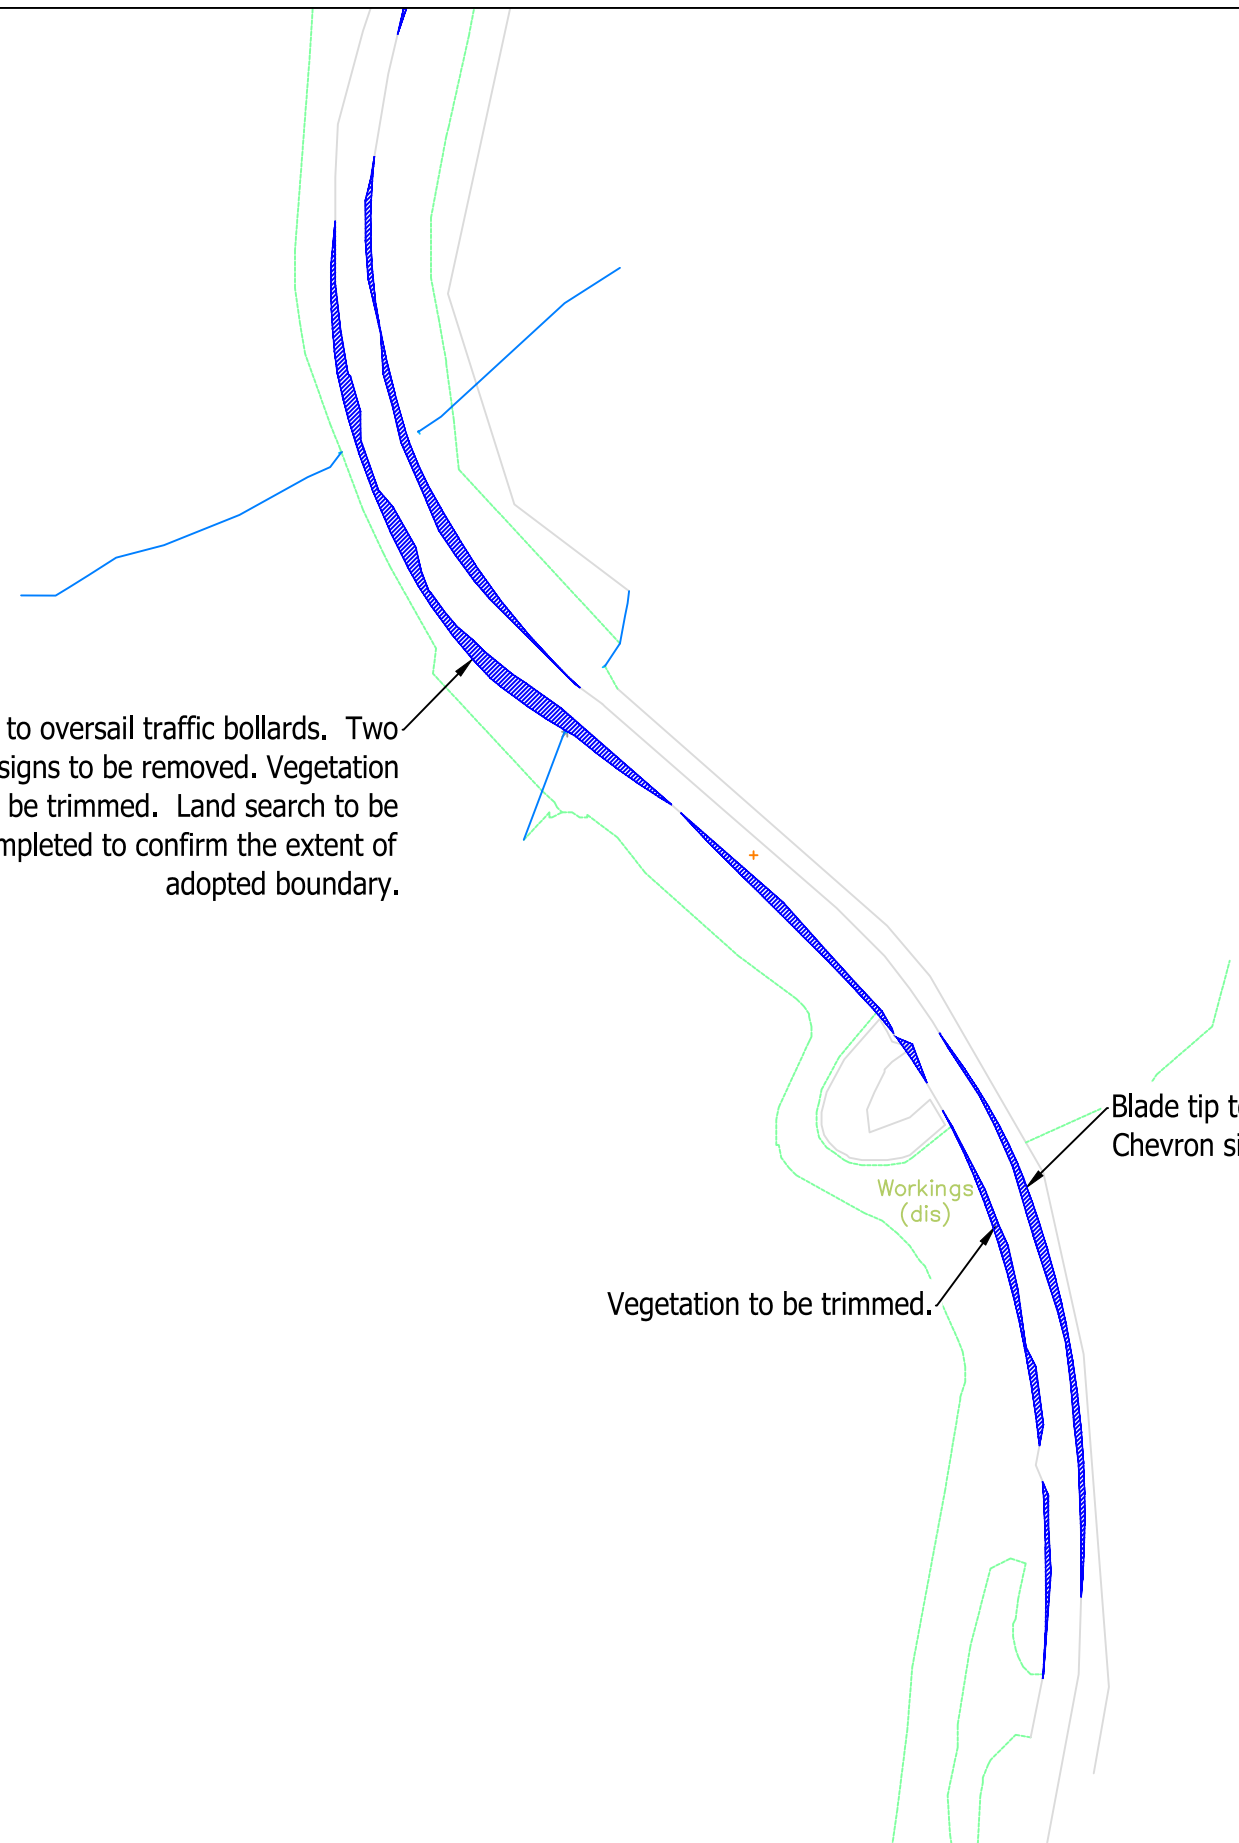 to oversail traffic bollards. Two
signs to be removed. Vegetation
be trimmed. Land search to be
mpleted to confirm the extent of
adopted boundary.
Blade tip t
Chevron si
Workings
(dis)
Vegetation to be trimmed.